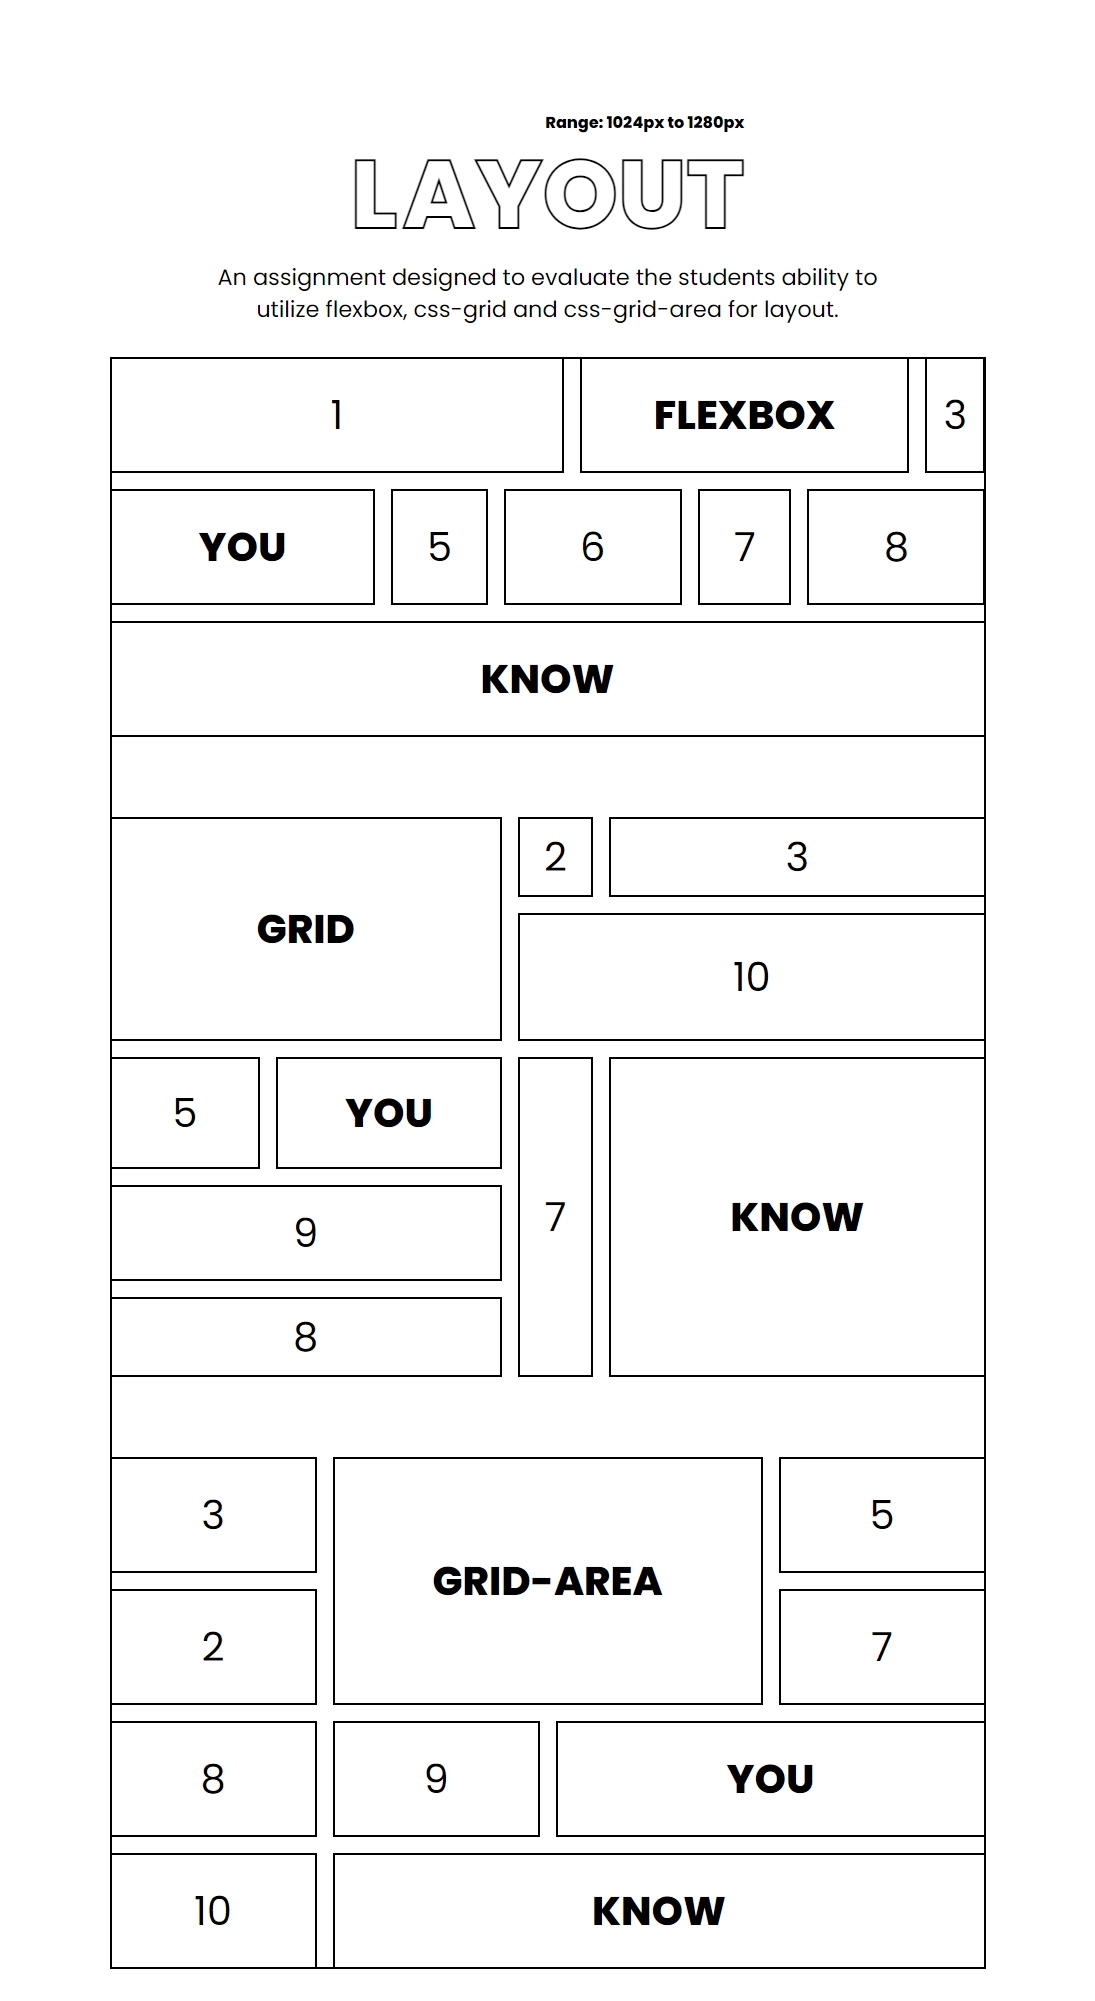 Range: 1024px to 1280px
LAYOUT
An assignment designed to evaluate the students ability to
utilize flexbox, css-grid and css-grid-area for layout.
1
FLEXBOX
3
YOU
5
6
7
8
KNOW
GRID
2
3
10
5
YOU
7
KNOW
9
8
3
GRID-AREA
5
2
7
8
9
YOU
10
KNOW